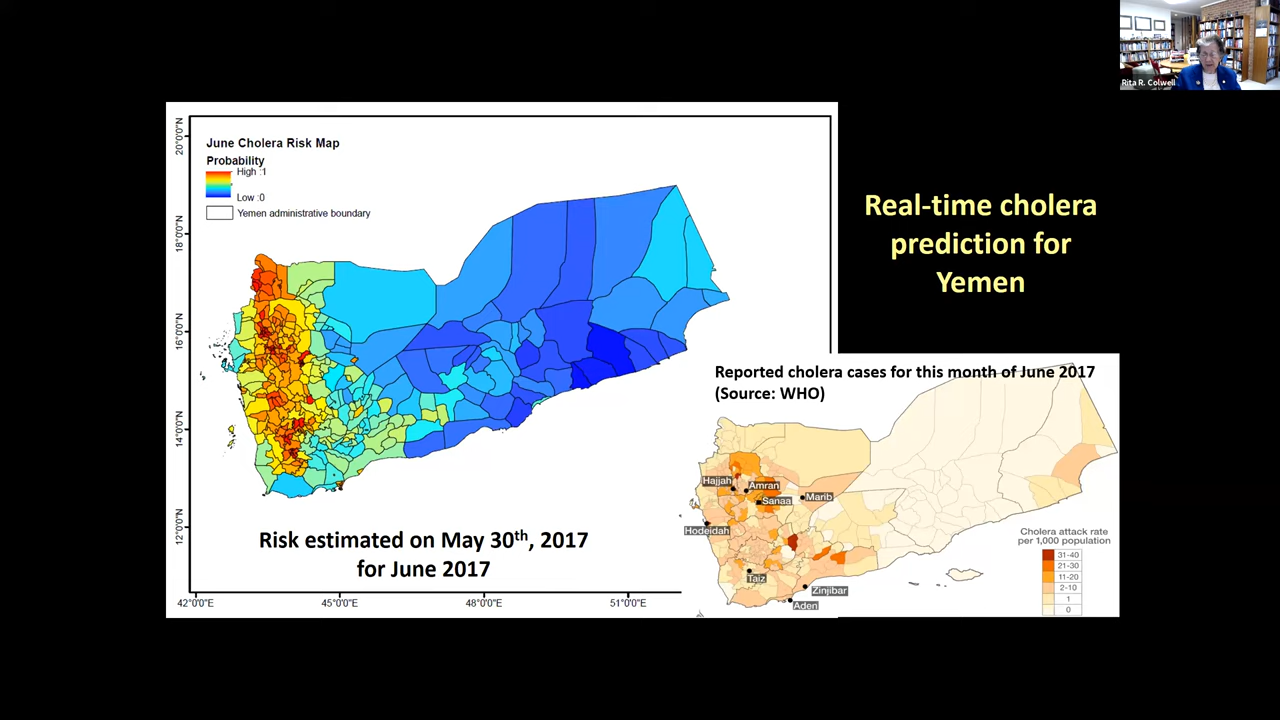 Rita R. Colwell
June Cholera Risk Map
Probability
High :1
Low :0
Yemen administrative boundary
20°0'0"N
18°0'0"N
16°0'0"N
14°0'0"N
12°0'0"N
42°0'0"E
45°0'0"E
48°0'0"E
51°0'0"E
Risk estimated on May 30th, 2017
for June 2017
Real-time cholera
prediction for
Yemen
Reported cholera cases for this month of June 2017
(Source: WHO)
Hajjah
Amran
Sanaa
Marib
Hodeidah
Taiz
Zinjibar
Aden
Cholera attack rate
per 1,000 population
31-40
21-30
11-20
2-10
1
0